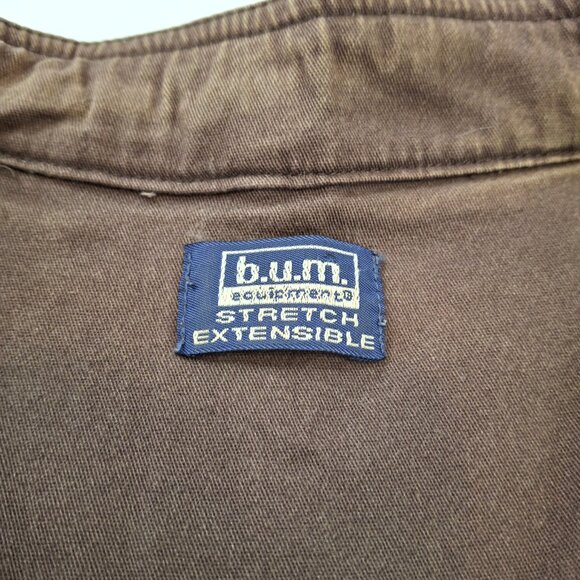 b.u.m.
equipment®
STRETCH
EXTENSIBLE